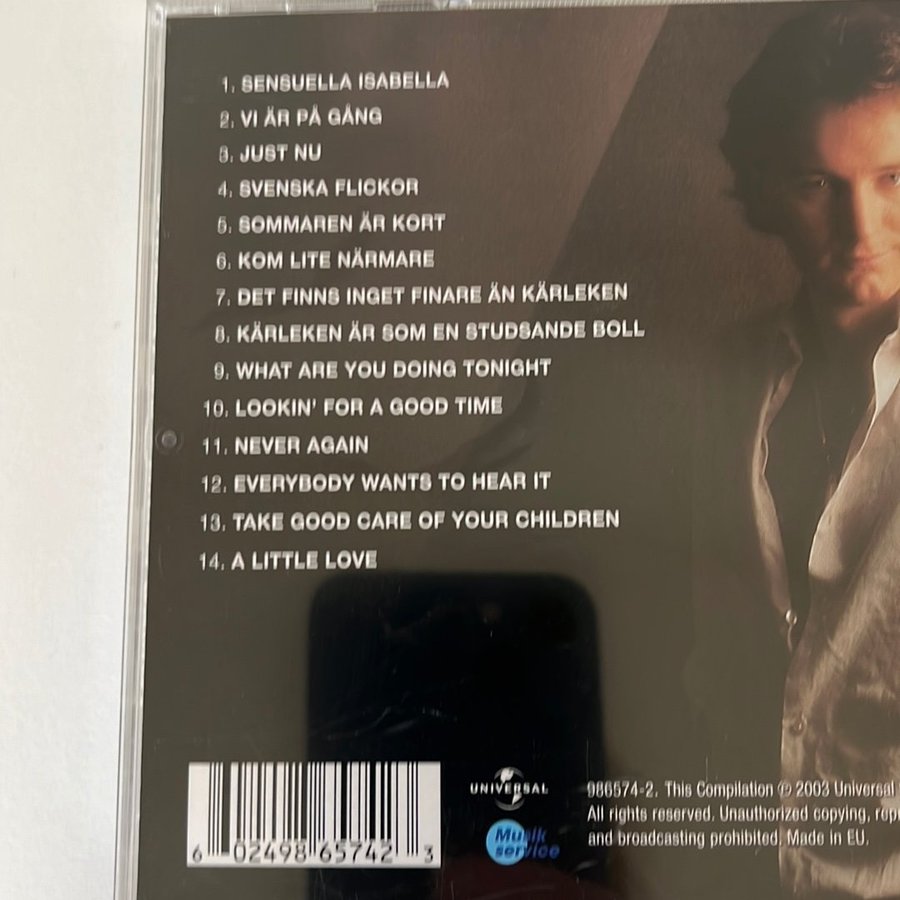 1. SENSUELLA ISABELLA
2. VI ÄR PÅ GÅNG
3. JUST NU
4. SVENSKA FLICKOR
5. SOMMAREN ÄR KORT
6. KOM LITE NÄRMARE
7. DET FINNS INGET FINARE ÄN KÄRLEKEN
8. KÄRLEKEN ÄR SOM EN STUDSANDE BOLL
9. WHAT ARE YOU DOING TONIGHT
10. LOOKIN' FOR A GOOD TIME
11. NEVER AGAIN
12. EVERYBODY WANTS TO HEAR IT
13. TAKE GOOD CARE OF YOUR CHILDREN
14. A LITTLE LOVE
6 02498 65742 3
UNIVERSAL
Musik
service
986574-2. This Compilation ℗ 2003 Universal
All rights reserved. Unauthorized copying, rep
and broadcasting prohibited. Made in EU.